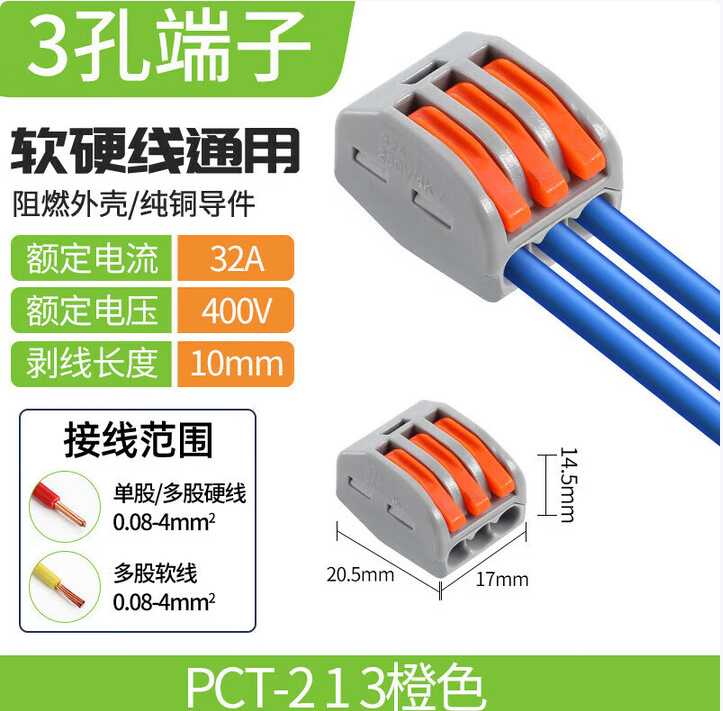 3孔端子
软硬线通用
阻燃外壳/纯铜导件
额定电流 32A
额定电压 400V
剥线长度 10mm
接线范围
单股/多股硬线
0.08-4mm²
多股软线
0.08-4mm²
32A
14.5mm
20.5mm
17mm
PCT-213橙色